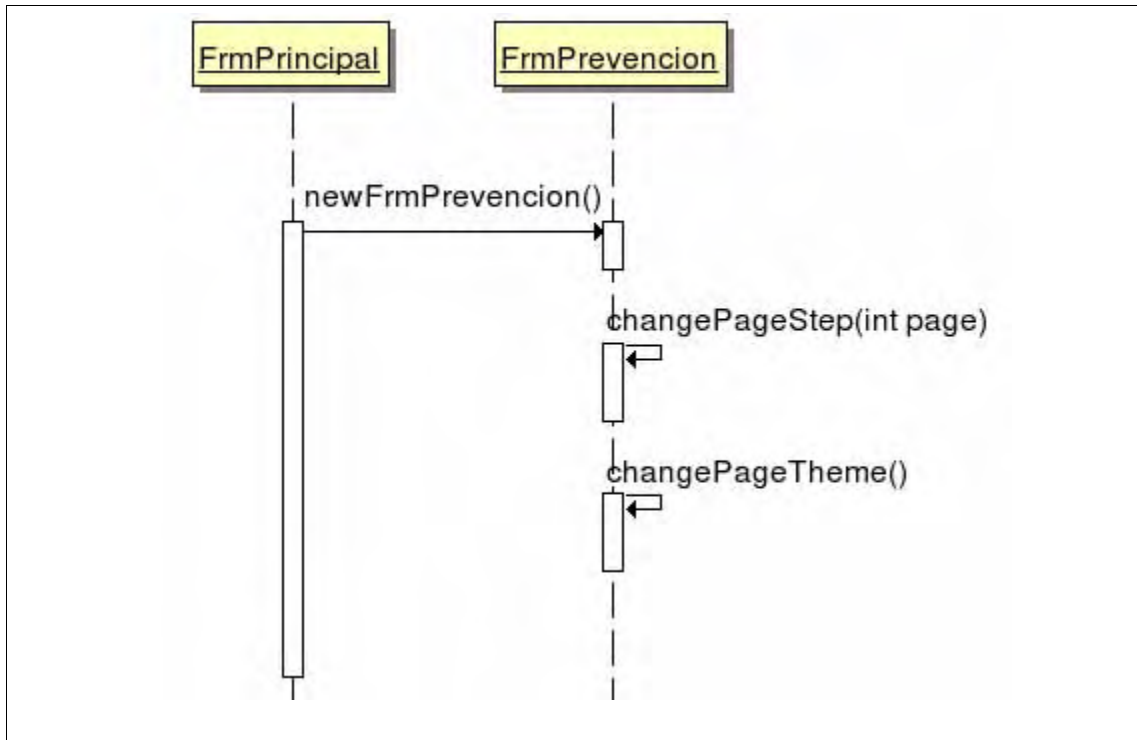 FrmPrincipal
FrmPrevencion
newFrmPrevencion()
changePageStep(int page)
changePageTheme()